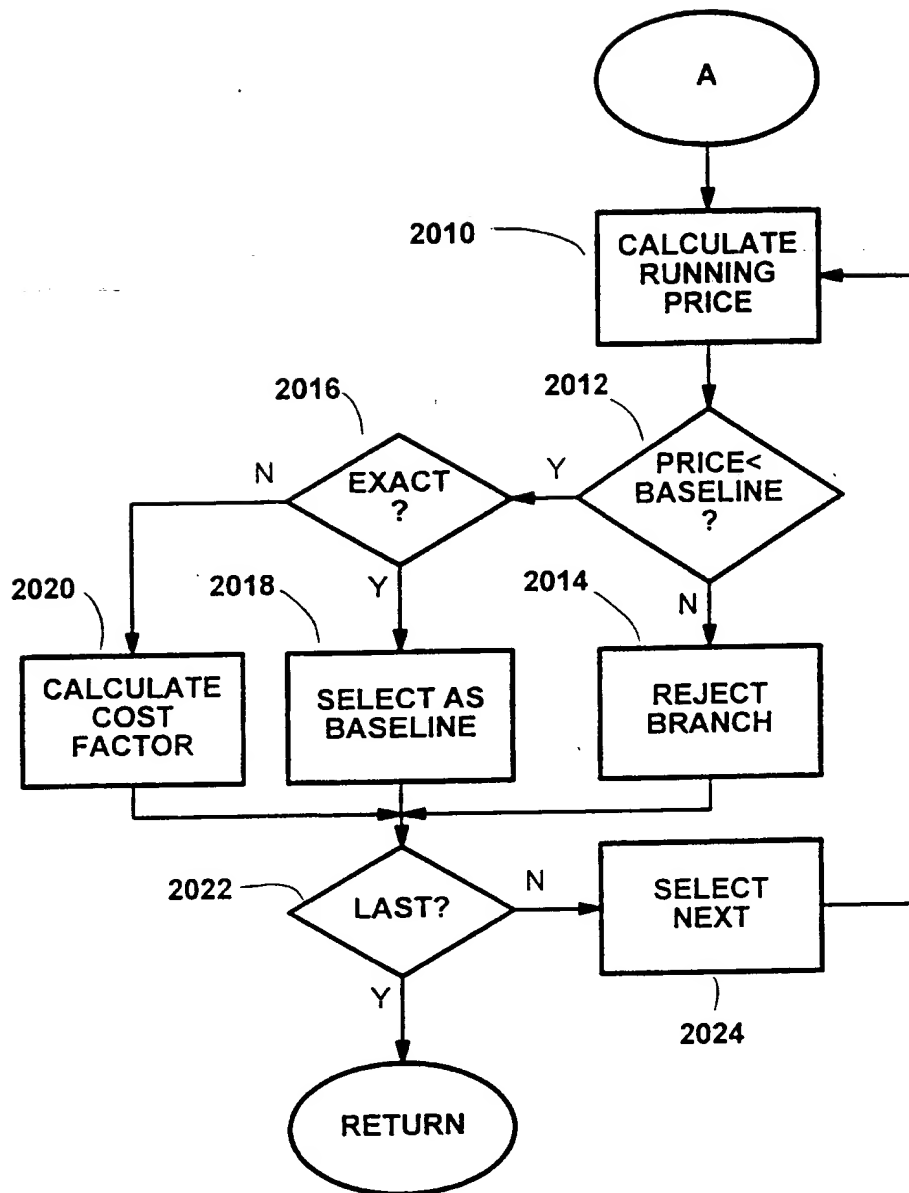 A
2010
CALCULATE
RUNNING
PRICE
2012
PRICE<
BASELINE
?
Y
N
2016
EXACT
?
N
Y
2020
CALCULATE
COST
FACTOR
2018
SELECT AS
BASELINE
2014
REJECT
BRANCH
2022
LAST?
N
Y
SELECT
NEXT
2024
RETURN